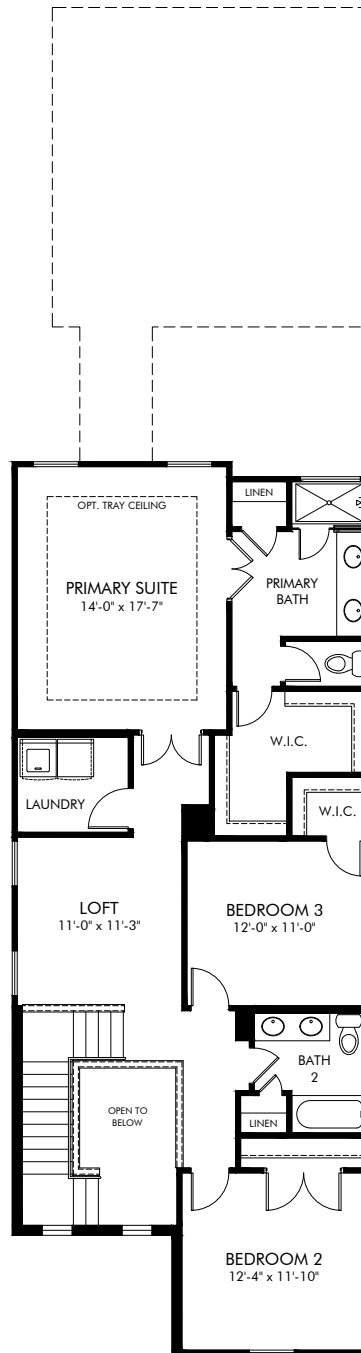 LINEN
OPT. TRAY CEILING
PRIMARY SUITE
14'-0" x 17'-7"
PRIMARY
BATH
W.I.C.
LAUNDRY
W.I.C.
LOFT
11'-0" x 11'-3"
BEDROOM 3
12'-0" x 11'-0"
BATH
2
OPEN TO
BELOW
LINEN
BEDROOM 2
12'-4" x 11'-10"